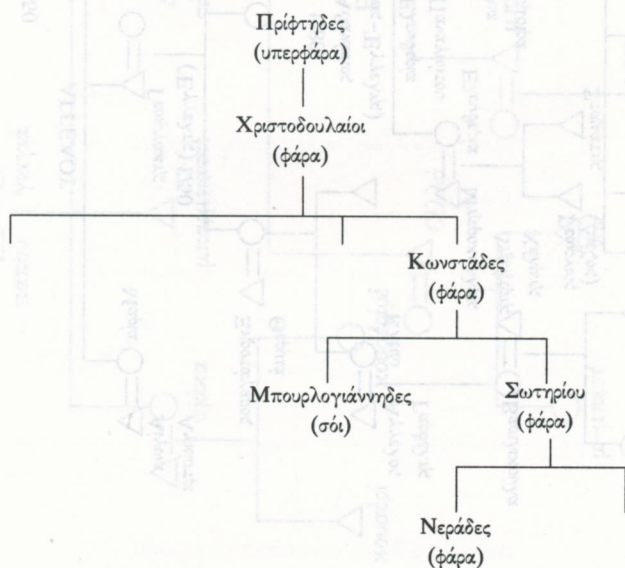 Πρίφτηδες
(υπερφάρα)
Χριστοδουλαίοι
(φάρα)
Κωνστάδες
(φάρα)
Μπουρλογιάννηδες
(σόι)
Σωτηρίου
(φάρα)
Νεράδες
(φάρα)